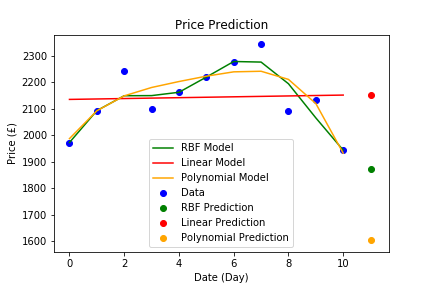 Price Prediction
Price (£)
2300
2200
2100
2000
1900
1800
1700
1600
RBF Model
Linear Model
Polynomial Model
Data
RBF Prediction
Linear Prediction
Polynomial Prediction
0 2 4 6 8 10
Date (Day)